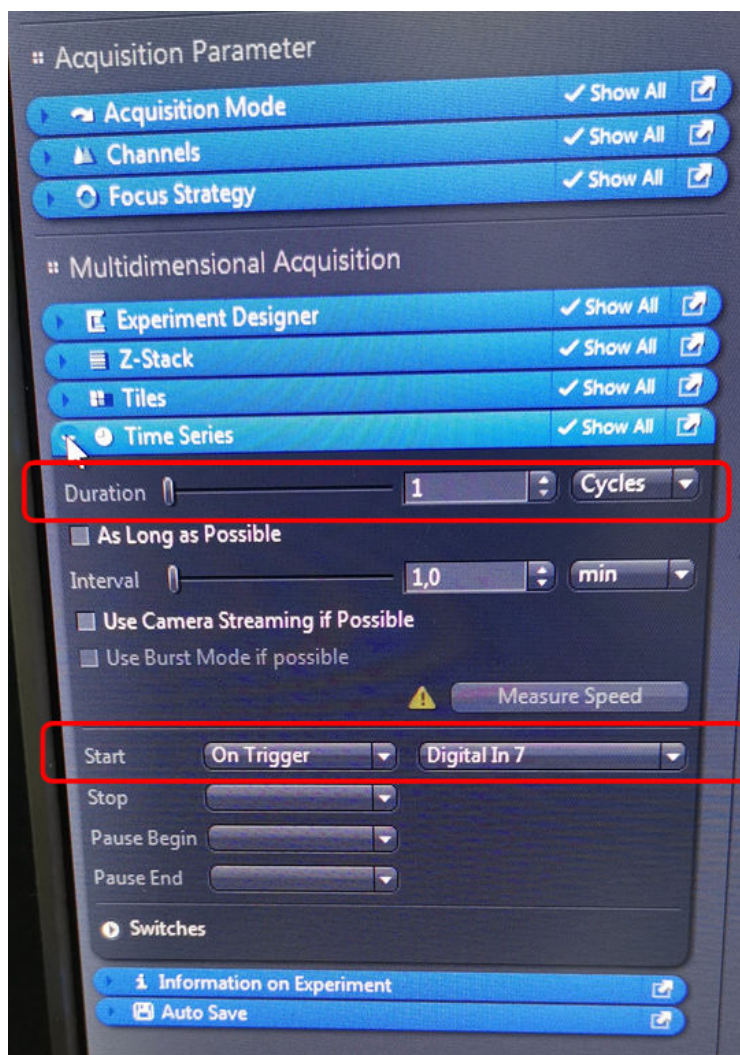 Acquisition Parameter
Acquisition Mode Show All
Channels Show All
Focus Strategy Show All
Multidimensional Acquisition
Experiment Designer Show All
Z-Stack Show All
Tiles Show All
Time Series Show All
Duration 1 Cycles
As Long as Possible
Interval 1,0 min
Use Camera Streaming if Possible
Use Burst Mode if possible
Measure Speed
Start On Trigger Digital In 7
Stop
Pause Begin
Pause End
Switches
Information on Experiment
Auto Save